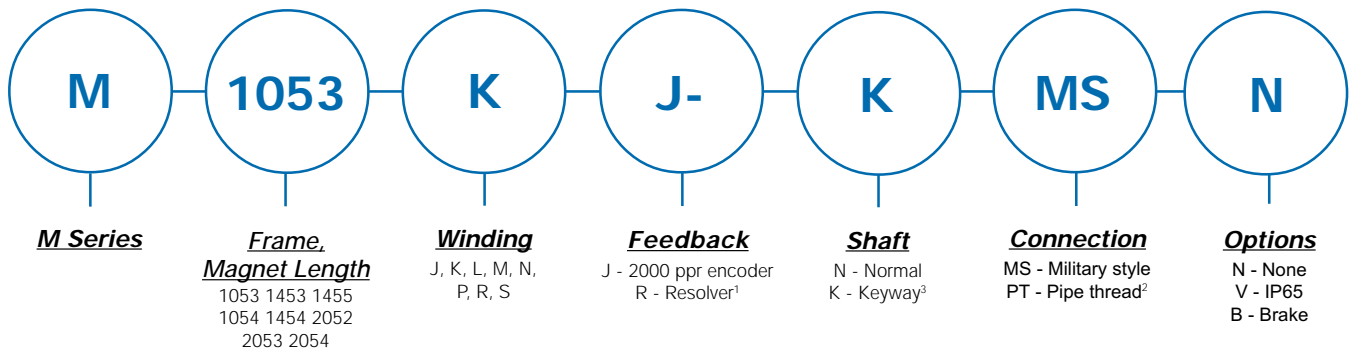 M
1053
K
J-
K
MS
N
M Series
Frame,
Magnet Length
1053 1453 1455
1054 1454 2052
2053 2054
Winding
J, K, L, M, N,
P, R, S
Feedback
J - 2000 ppr encoder
R - Resolver¹
Shaft
N - Normal
K - Keyway³
Connection
MS - Military style
PT - Pipe thread²
Options
N - None
V - IP65
B - Brake